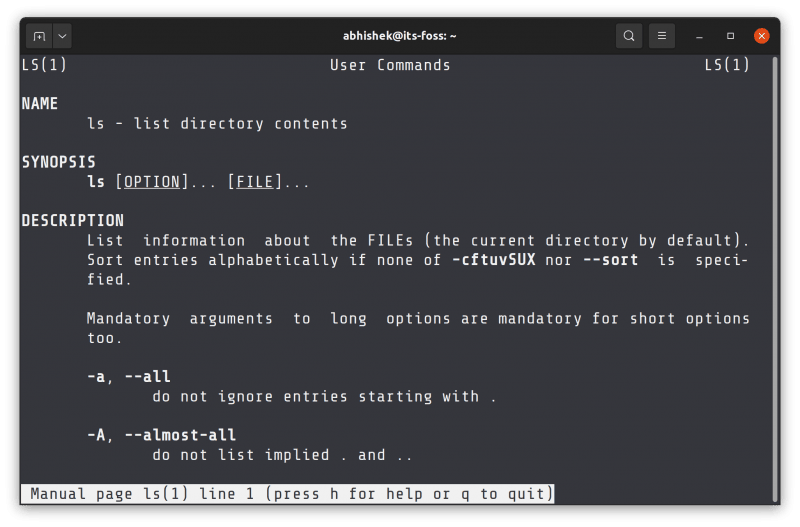 abhishek@its-foss: ~
LS(1) User Commands LS(1)
NAME
ls - list directory contents
SYNOPSIS
ls [OPTION]... [FILE]...
DESCRIPTION
List information about the FILEs (the current directory by default).
Sort entries alphabetically if none of -cftuvSUX nor --sort is speci-
fied.
Mandatory arguments to long options are mandatory for short options
too.
-a, --all
do not ignore entries starting with .
-A, --almost-all
do not list implied . and ..
Manual page ls(1) line 1 (press h for help or q to quit)